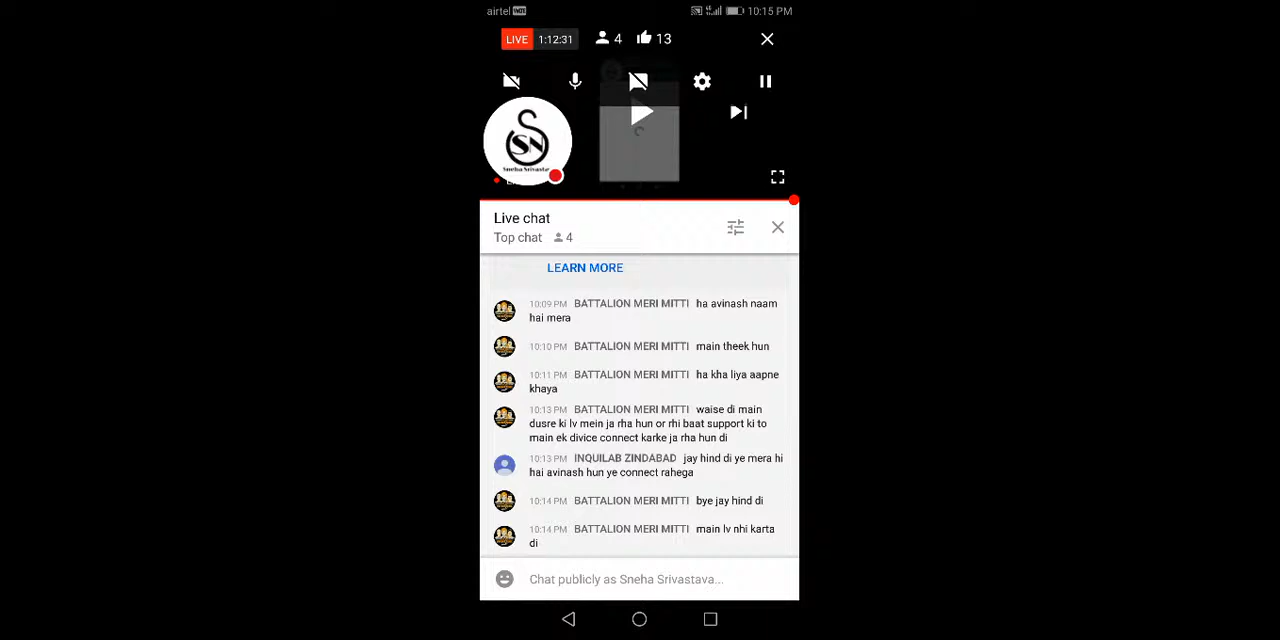 airtel 10:15 PM
LIVE 1:12:31 4 13
SN
Sneha Srivastava
Live chat
Top chat 4
LEARN MORE
10:09 PM BATTALION MERI MITTI ha avinash naam
hai mera
10:10 PM BATTALION MERI MITTI main theek hun
10:11 PM BATTALION MERI MITTI ha kha liya aapne
khaya
10:13 PM BATTALION MERI MITTI waise di main
dusre ki lv mein ja rha hun or rhi baat support ki to
main ek divice connect karke ja rha hun di
10:13 PM INQUILAB ZINDABAD jay hind di ye mera hi
hai avinash hun ye connect rahega
10:14 PM BATTALION MERI MITTI bye jay hind di
10:14 PM BATTALION MERI MITTI main lv nhi karta
di
Chat publicly as Sneha Srivastava...